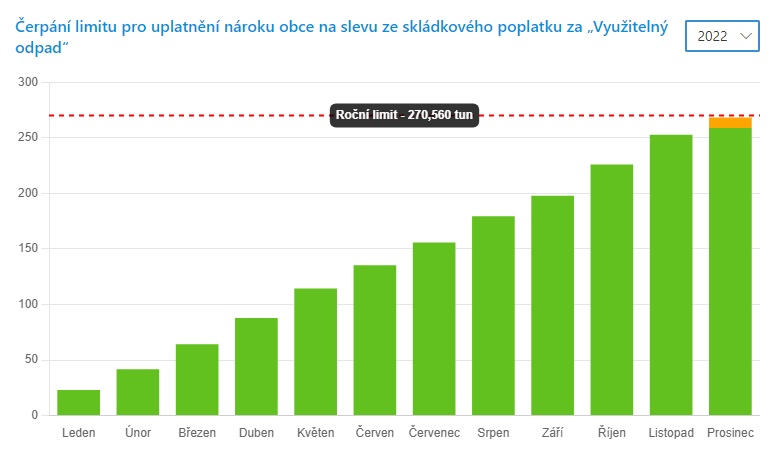 Čerpání limitu pro uplatnění nároku obce na slevu ze skládkového poplatku za „Využitelný
odpad“
2022
300
Roční limit - 270,560 tun
250
200
150
100
50
0
Leden Únor Březen Duben Květen Červen Červenec Srpen Září Říjen Listopad Prosinec